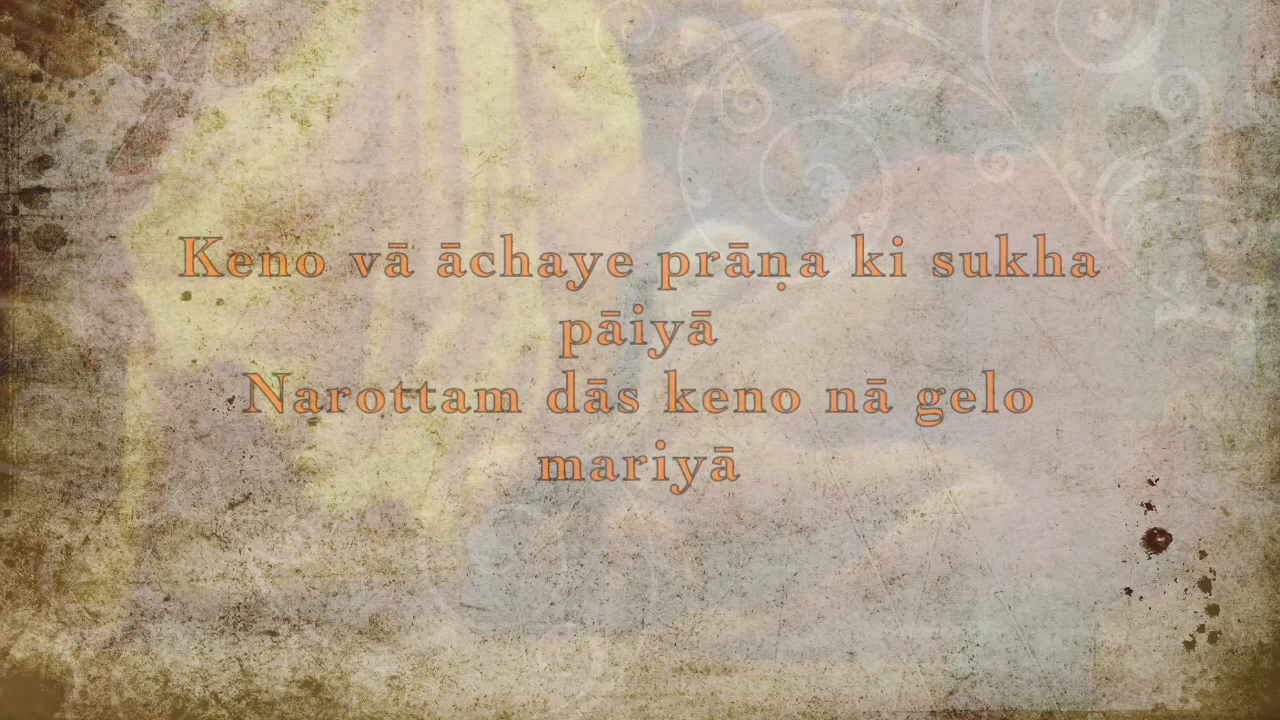 Keno vā āchaye prāṇa ki sukha
pāiyā
Narottam dās keno nā gelo
mariyā